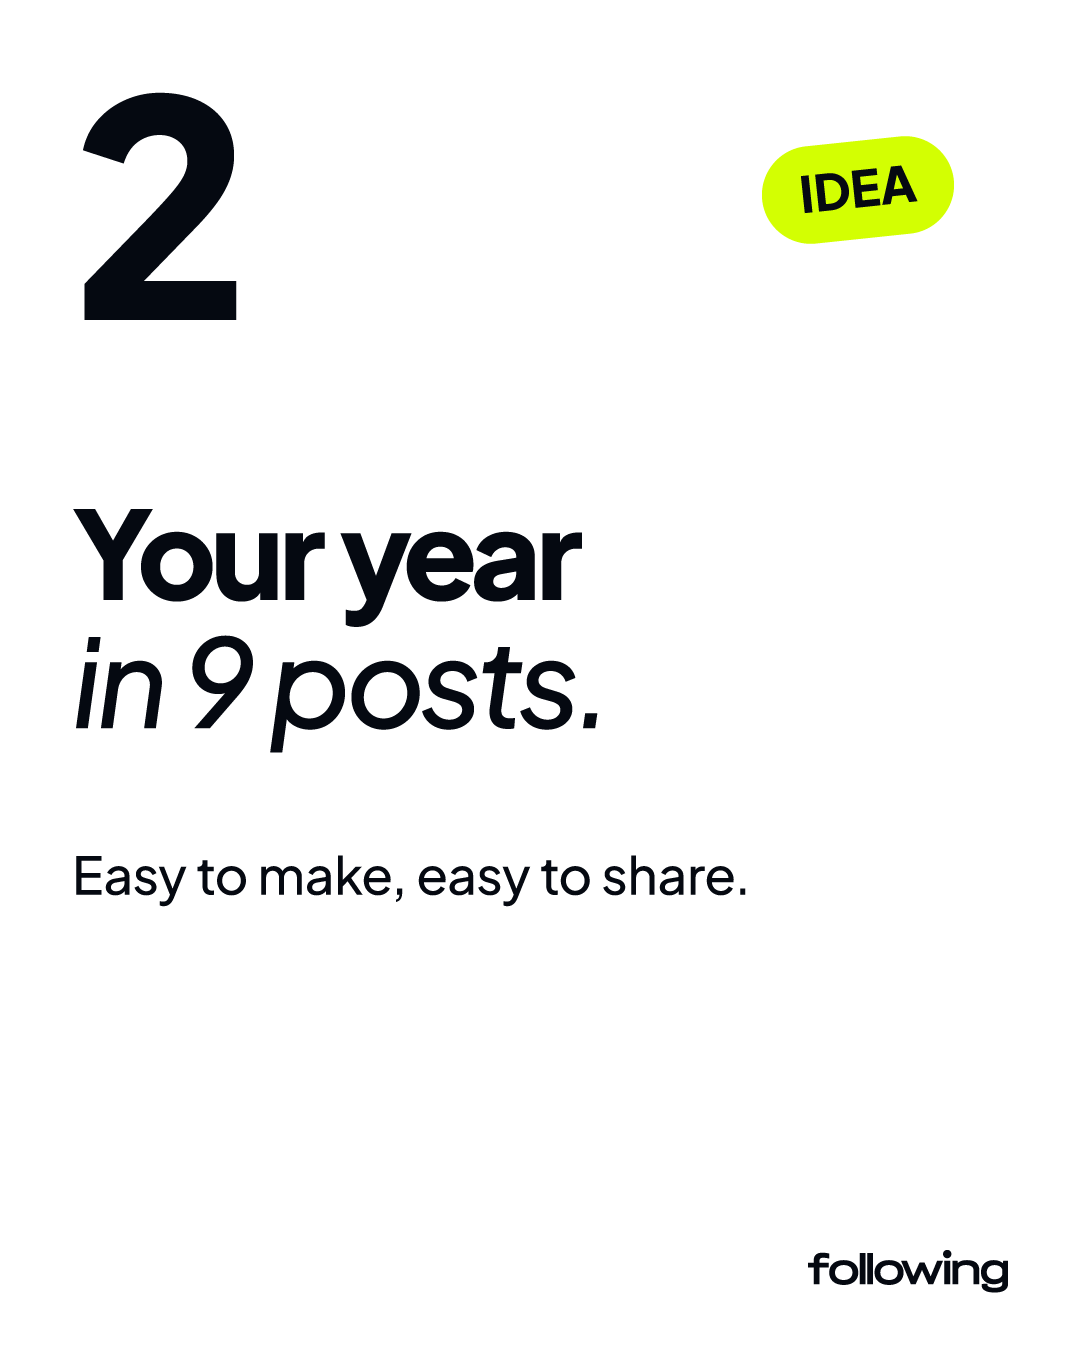 2
IDEA
Your year
in 9 posts.
Easy to make, easy to share.
following